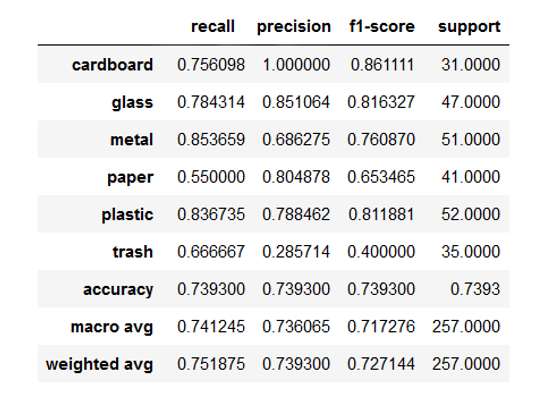 recall precision f1-score support
cardboard 0.756098 1.000000 0.861111 31.0000
glass 0.784314 0.851064 0.816327 47.0000
metal 0.853659 0.686275 0.760870 51.0000
paper 0.550000 0.804878 0.653465 41.0000
plastic 0.836735 0.788462 0.811881 52.0000
trash 0.666667 0.285714 0.400000 35.0000
accuracy 0.739300 0.739300 0.739300 0.7393
macro avg 0.741245 0.736065 0.717276 257.0000
weighted avg 0.751875 0.739300 0.727144 257.0000